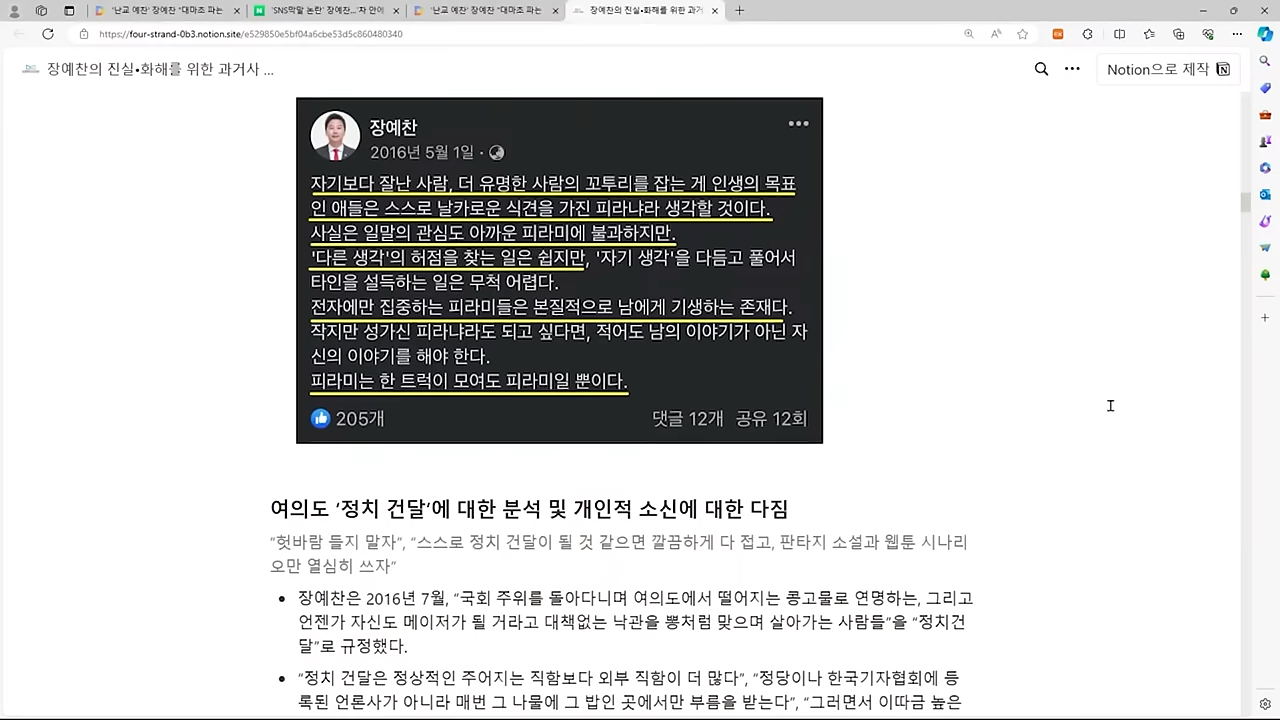 '난교 예찬' 장예찬 "대마초 파는
'SNS막말 논란' 장예찬…'자 안이
'난교 예찬' 장예찬 "대마초 파는
장예찬의 진실•화해를 위한 과거
https://four-strand-0b3.notion.site/e529850e5bf04a6cbe53d5c860480340
장예찬의 진실•화해를 위한 과거사 ...
Notion으로 제작
장예찬
2016년 5월 1일
자기보다 잘난 사람, 더 유명한 사람의 꼬투리를 잡는 게 인생의 목표
인 애들은 스스로 날카로운 식견을 가진 피라냐라 생각할 것이다.
사실은 일말의 관심도 아까운 피라미에 불과하지만.
'다른 생각'의 허점을 찾는 일은 쉽지만, '자기 생각'을 다듬고 풀어서
타인을 설득하는 일은 무척 어렵다.
전자에만 집중하는 피라미들은 본질적으로 남에게 기생하는 존재다.
작지만 성가신 피라냐라도 되고 싶다면, 적어도 남의 이야기가 아닌 자
신의 이야기를 해야 한다.
피라미는 한 트럭이 모여도 피라미일 뿐이다.
205개
댓글 12개 공유 12회
여의도 ‘정치 건달’에 대한 분석 및 개인적 소신에 대한 다짐
“헛바람 들지 말자”, “스스로 정치 건달이 될 것 같으면 깔끔하게 다 접고, 판타지 소설과 웹툰 시나리
오만 열심히 쓰자”
• 장예찬은 2016년 7월, “국회 주위를 돌아다니며 여의도에서 떨어지는 콩고물로 연명하는, 그리고
언젠가 자신도 메이저가 될 거라고 대책없는 낙관을 뽕처럼 맞으며 살아가는 사람들”을 “정치건
달”로 규정했다.
• “정치 건달은 정상적인 주어지는 직함보다 외부 직함이 더 많다”, “정당이나 한국기자협회에 등
록된 언론사가 아니라 매번 그 나물에 그 밥인 곳에서만 부름을 받는다”, “그러면서 이따금 높은